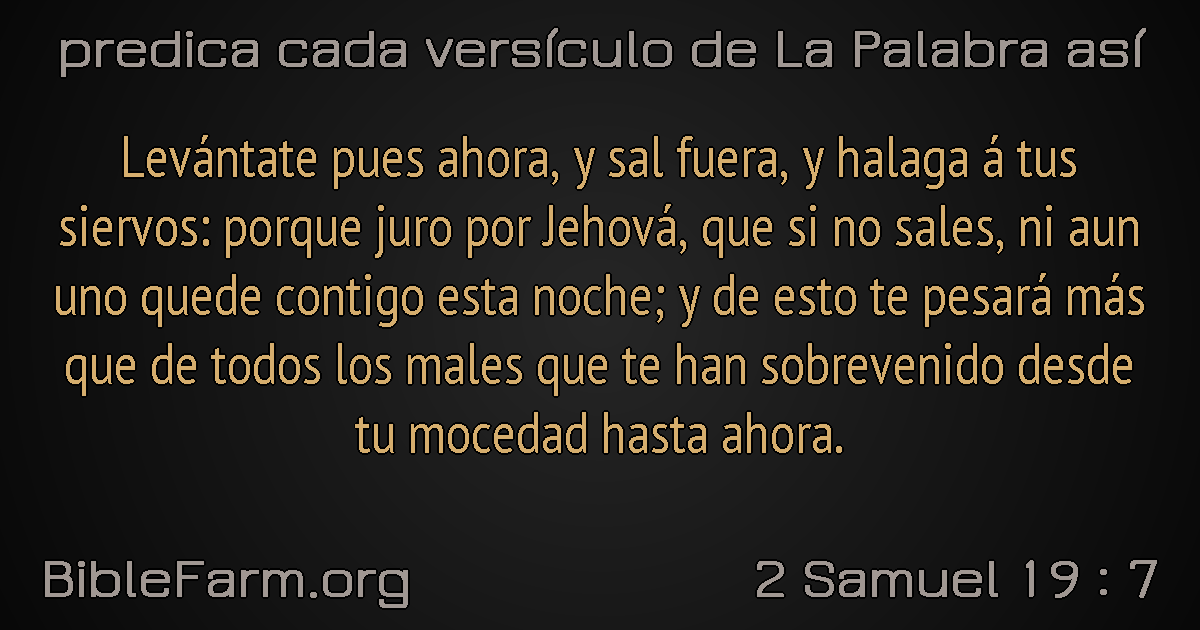 predica cada versículo de La Palabra así
Levántate pues ahora, y sal fuera, y halaga á tus
siervos: porque juro por Jehová, que si no sales, ni aun
uno quede contigo esta noche; y de esto te pesará más
que de todos los males que te han sobrevenido desde
tu mocedad hasta ahora.
BibleFarm.org
2 Samuel 19 : 7